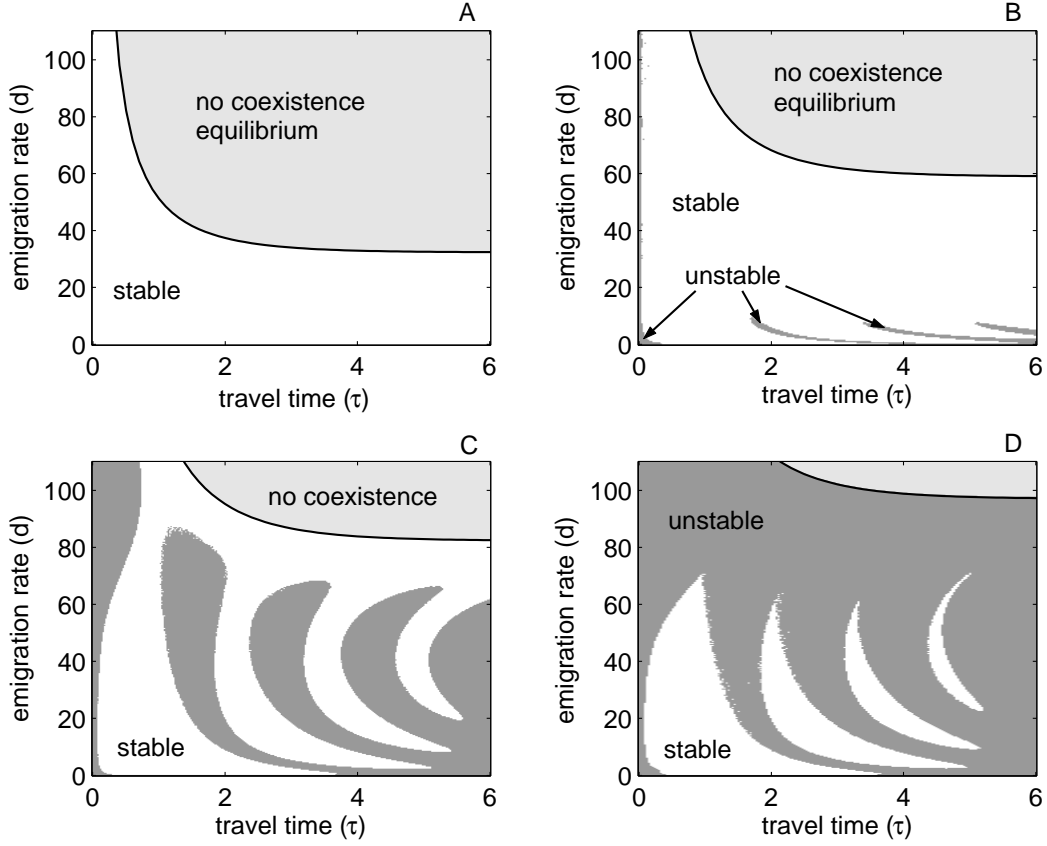 A
emigration rate (d)
100
80
60
40
20
0
no coexistence
equilibrium
stable
0
2
4
6
travel time (τ)
B
emigration rate (d)
100
80
60
40
20
0
no coexistence
equilibrium
stable
unstable
0
2
4
6
travel time (τ)
C
emigration rate (d)
100
80
60
40
20
0
no coexistence
stable
0
2
4
6
travel time (τ)
D
emigration rate (d)
100
80
60
40
20
0
unstable
stable
0
2
4
6
travel time (τ)